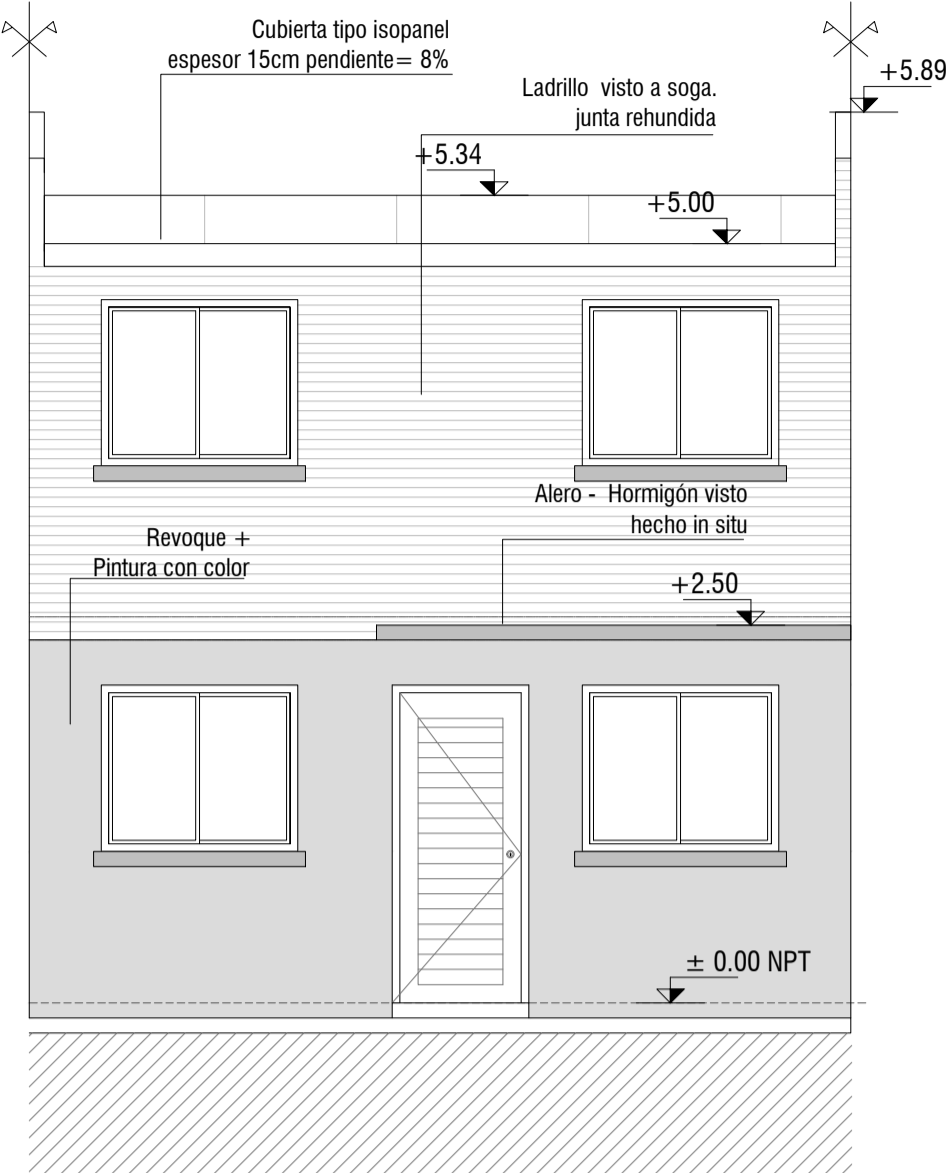 Cubierta tipo isopanel
espesor 15cm pendiente= 8%
+5.89
Ladrillo visto a soga.
junta rehundida
+5.34
+5.00
Alero - Hormigón visto
hecho in situ
Revoque +
Pintura con color
+2.50
± 0.00 NPT